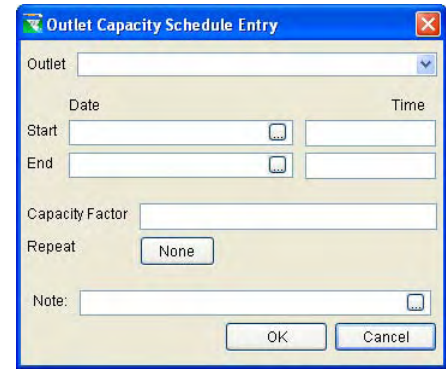 Outlet Capacity Schedule Entry
Outlet
Date Time
Start ...
End ...
Capacity Factor
Repeat None
Note: ...
OK Cancel